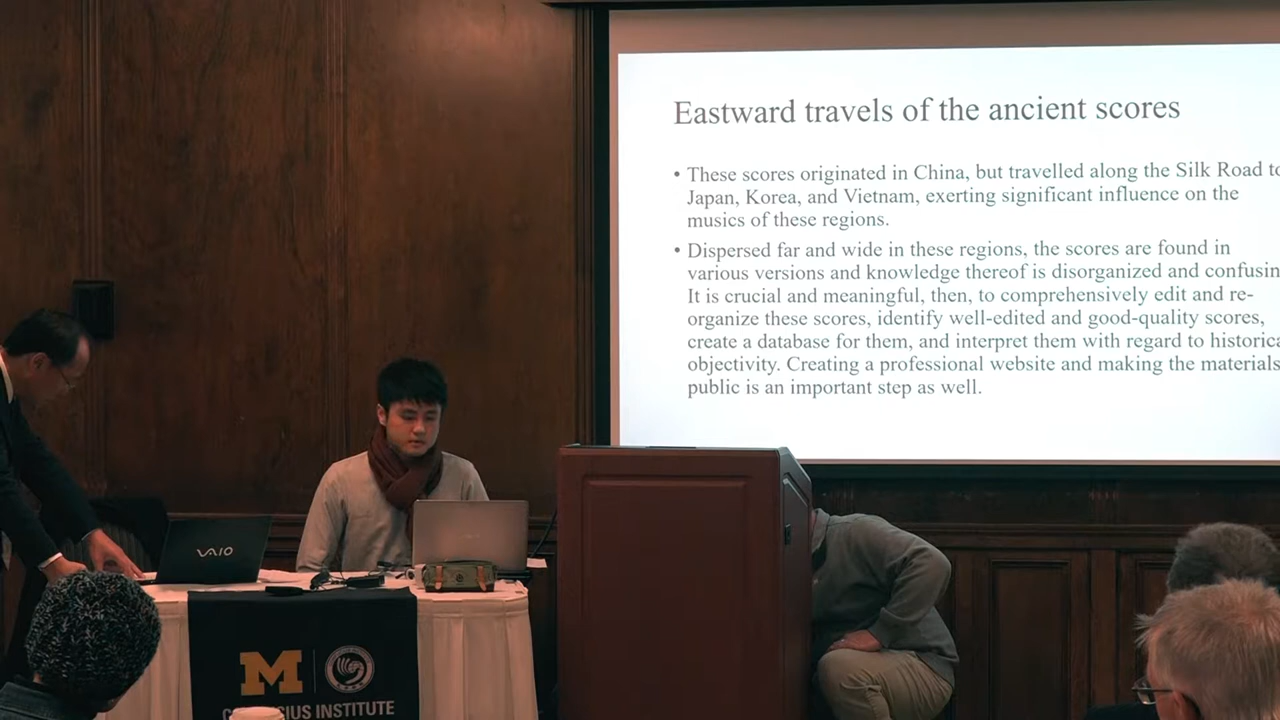 Eastward travels of the ancient scores
• These scores originated in China, but travelled along the Silk Road to
Japan, Korea, and Vietnam, exerting significant influence on the
musics of these regions.
• Dispersed far and wide in these regions, the scores are found in
various versions and knowledge thereof is disorganized and confusin
It is crucial and meaningful, then, to comprehensively edit and re-
organize these scores, identify well-edited and good-quality scores,
create a database for them, and interpret them with regard to historica
objectivity. Creating a professional website and making the materials
public is an important step as well.
VAIO
M
INSTITUTE